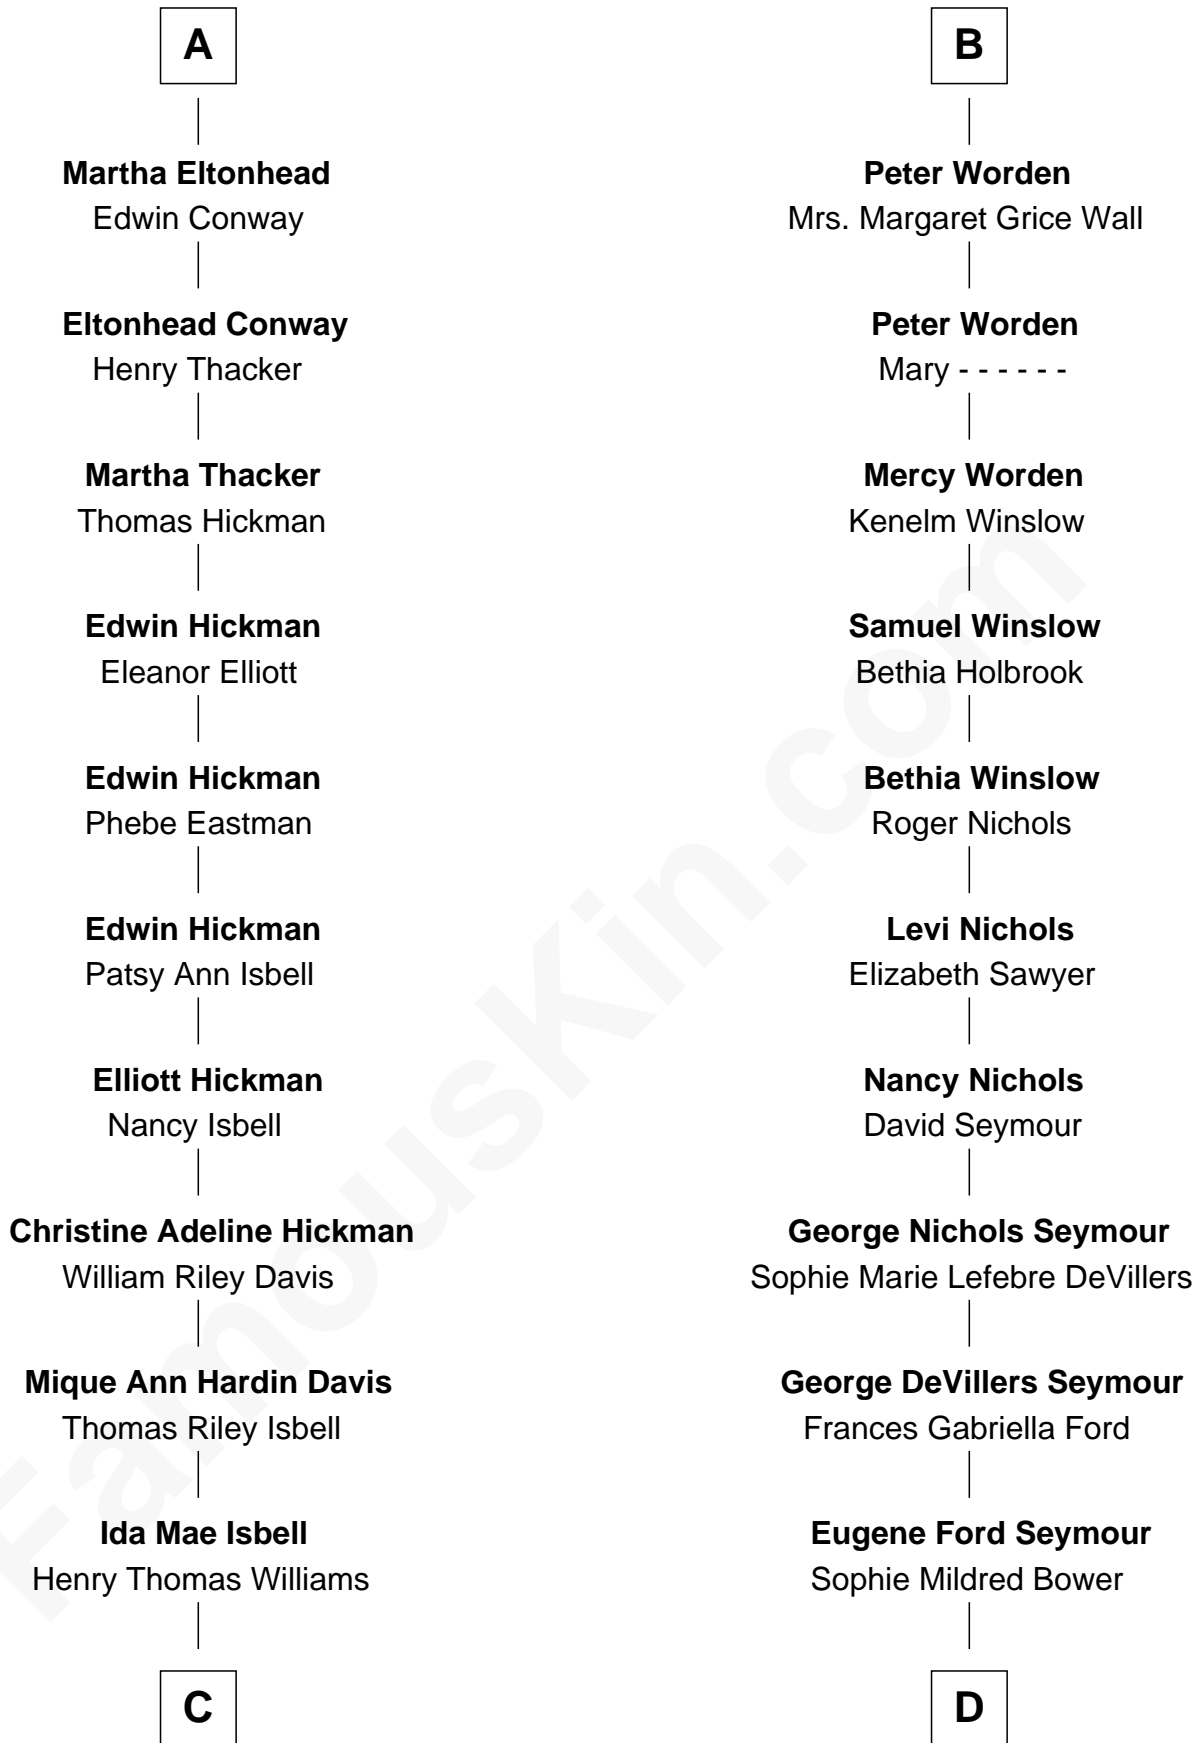 A
Martha Eltonhead
Edwin Conway
Eltonhead Conway
Henry Thacker
Martha Thacker
Thomas Hickman
Edwin Hickman
Eleanor Elliott
Edwin Hickman
Phebe Eastman
Edwin Hickman
Patsy Ann Isbell
Elliott Hickman
Nancy Isbell
Christine Adeline Hickman
William Riley Davis
Mique Ann Hardin Davis
Thomas Riley Isbell
Ida Mae Isbell
Henry Thomas Williams
C
B
Peter Worden
Mrs. Margaret Grice Wall
Peter Worden
Mary - - - - - -
Mercy Worden
Kenelm Winslow
Samuel Winslow
Bethia Holbrook
Bethia Winslow
Roger Nichols
Levi Nichols
Elizabeth Sawyer
Nancy Nichols
David Seymour
George Nichols Seymour
Sophie Marie Lefebre DeVillers
George DeVillers Seymour
Frances Gabriella Ford
Eugene Ford Seymour
Sophie Mildred Bower
D
FamousKin.com